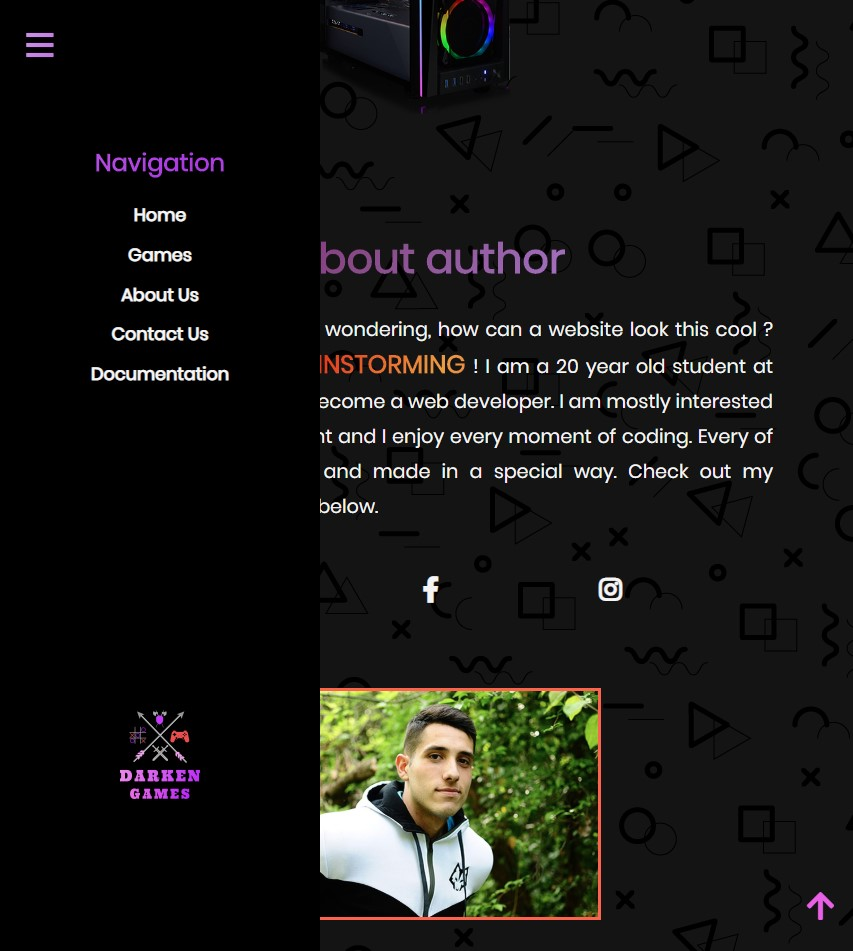 Navigation
Home
Games
About Us
Contact Us
Documentation
DARKEN
GAMES
bout author
wondering, how can a website look this cool ?
INSTORMING ! I am a 20 year old student at
ecome a web developer. I am mostly interested
nt and I enjoy every moment of coding. Every of
and made in a special way. Check out my
below.